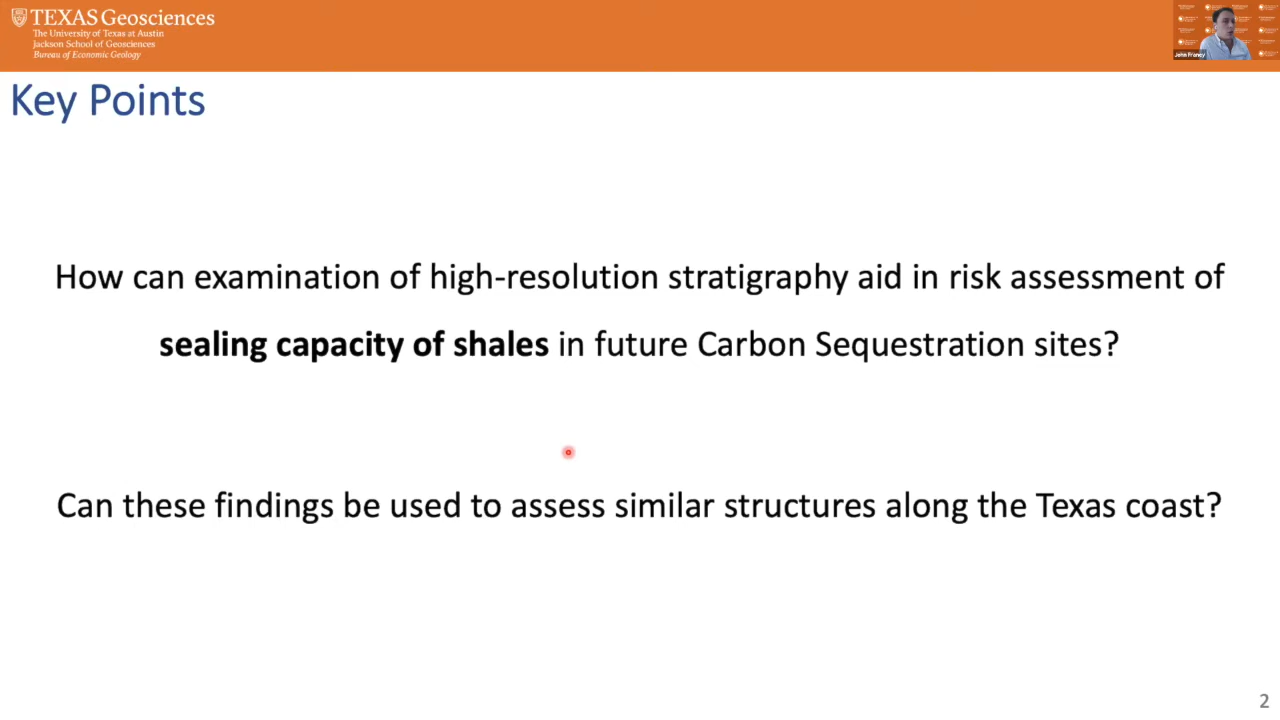 TEXAS Geosciences
The University of Texas at Austin
Jackson School of Geosciences
Bureau of Economic Geology
John Franey
Key Points
How can examination of high-resolution stratigraphy aid in risk assessment of
sealing capacity of shales in future Carbon Sequestration sites?
Can these findings be used to assess similar structures along the Texas coast?
2